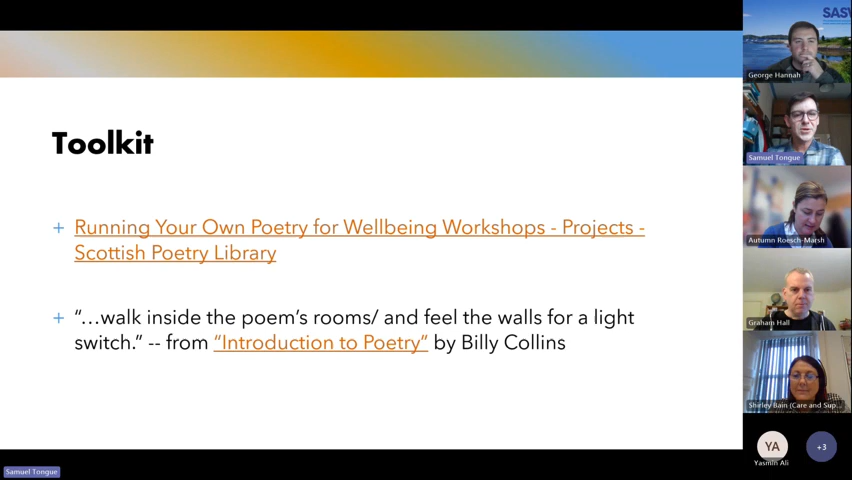 Toolkit
+ Running Your Own Poetry for Wellbeing Workshops - Projects -
Scottish Poetry Library
+ “…walk inside the poem’s rooms/ and feel the walls for a light
switch.” -- from “Introduction to Poetry” by Billy Collins
Samuel Tongue
SASW
George Hannah
Samuel Tongue
Autumn Roesch-Marsh
Graham Hall
Shirley Bain (Care and Sup...
YA
+3
Yasmin Ali